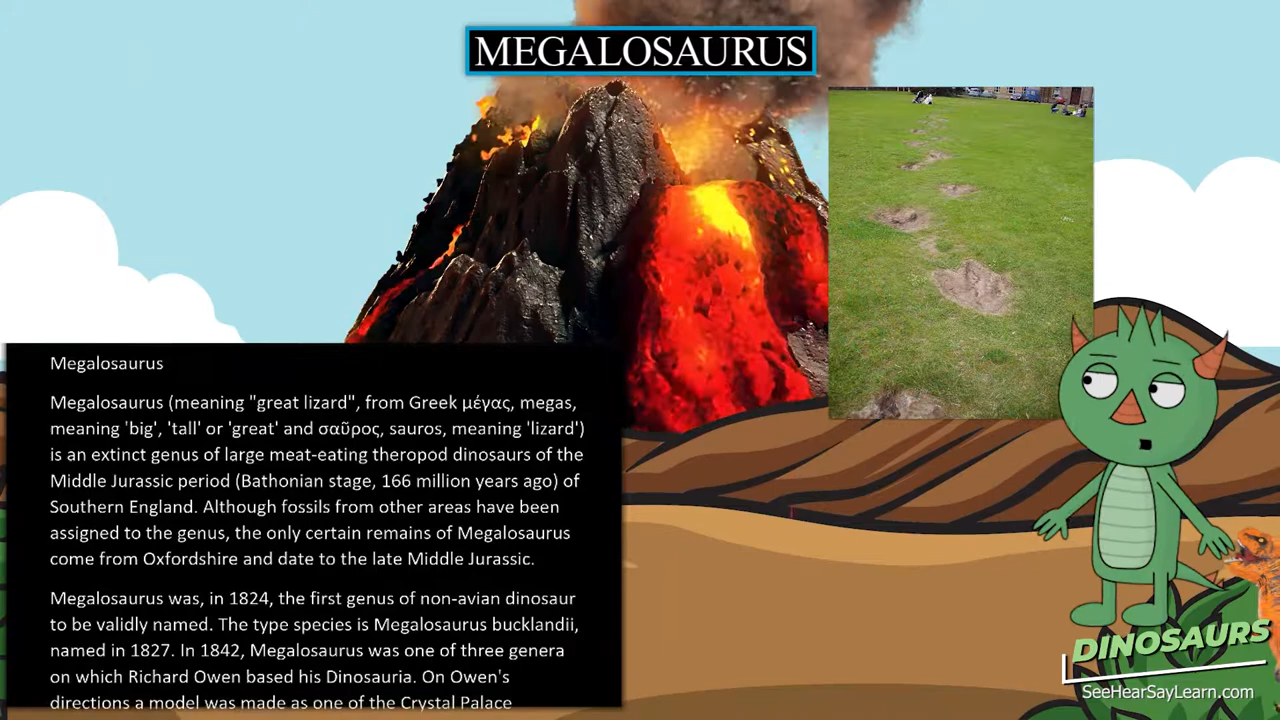 MEGALOSAURUS
Megalosaurus
Megalosaurus (meaning "great lizard", from Greek μέγας, megas,
meaning 'big', 'tall' or 'great' and σαῦρος, sauros, meaning 'lizard')
is an extinct genus of large meat-eating theropod dinosaurs of the
Middle Jurassic period (Bathonian stage, 166 million years ago) of
Southern England. Although fossils from other areas have been
assigned to the genus, the only certain remains of Megalosaurus
come from Oxfordshire and date to the late Middle Jurassic.
Megalosaurus was, in 1824, the first genus of non-avian dinosaur
to be validly named. The type species is Megalosaurus bucklandii,
named in 1827. In 1842, Megalosaurus was one of three genera
on which Richard Owen based his Dinosauria. On Owen's
directions a model was made as one of the Crystal Palace
DINOSAURS
SeeHearSayLearn.com